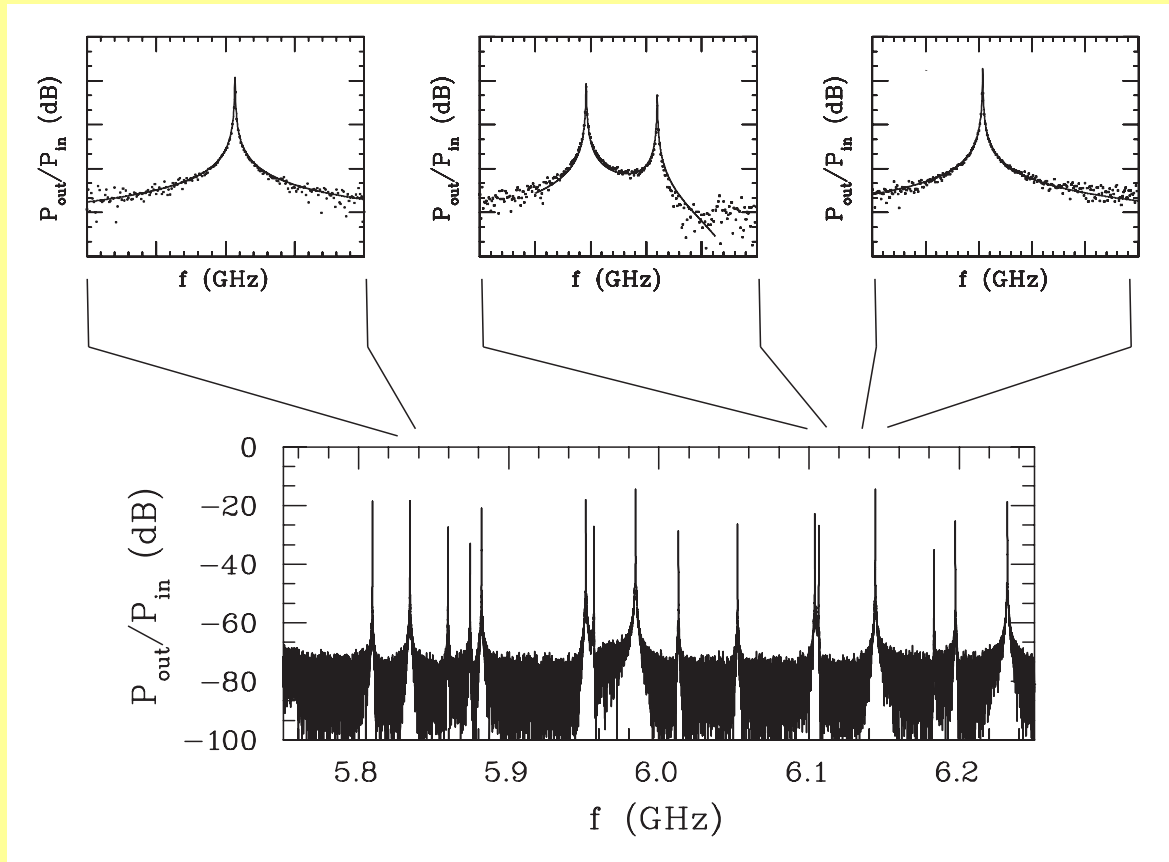 P_out/P_in (dB)
f (GHz)
P_out/P_in (dB)
f (GHz)
P_out/P_in (dB)
f (GHz)
P_out/P_in (dB)
0
−20
−40
−60
−80
−100
5.8 5.9 6.0 6.1 6.2
f (GHz)